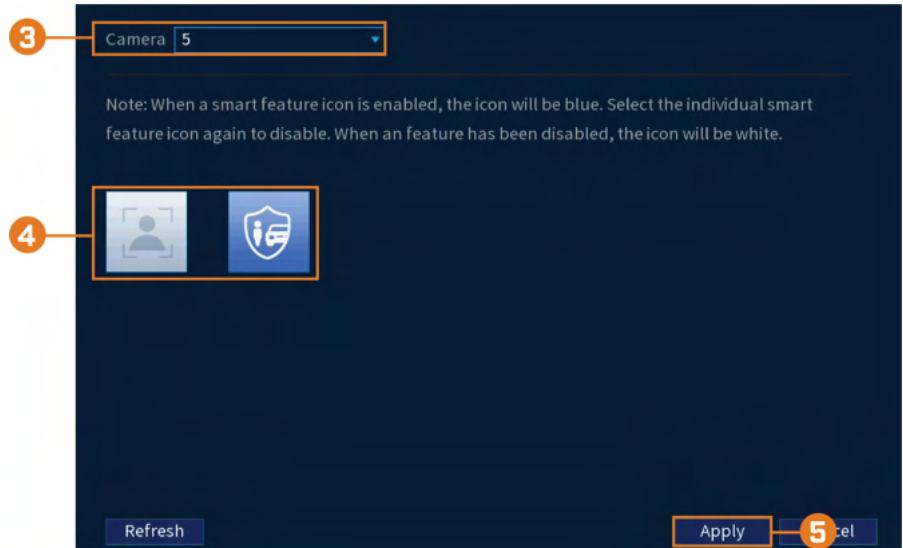 3
Camera 5
Note: When a smart feature icon is enabled, the icon will be blue. Select the individual smart
feature icon again to disable. When an feature has been disabled, the icon will be white.
4
Refresh
Apply
5
el